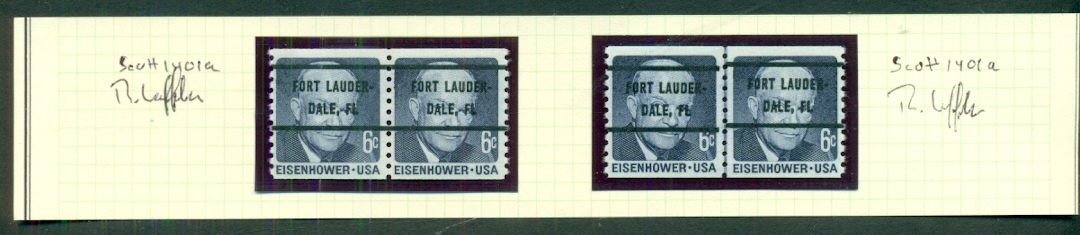 Scott 1401a
FORT LAUDER-
DALE, FL
6c
EISENHOWER·USA
FORT LAUDER-
DALE, FL
6c
EISENHOWER·USA
FORT LAUDER-
DALE, FL
6c
EISENHOWER·USA
FORT LAUDER-
DALE, FL
6c
EISENHOWER·USA
Scott 1401a